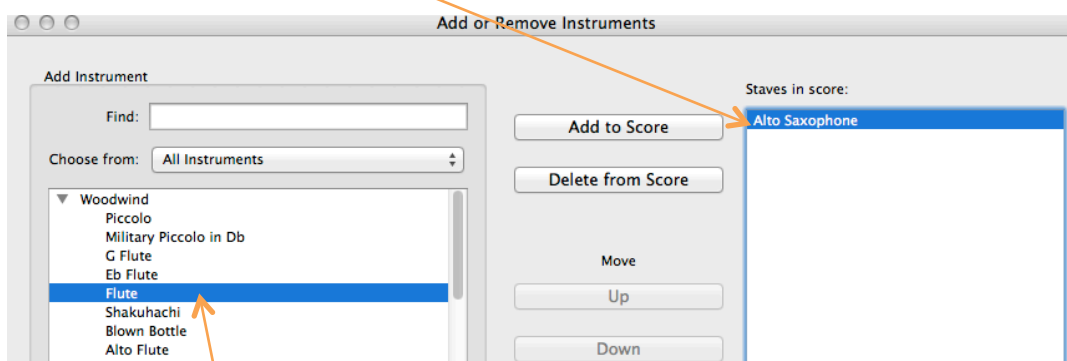 Add or Remove Instruments
Add Instrument
Find:
Choose from: All Instruments
Woodwind
Piccolo
Military Piccolo in Db
G Flute
Eb Flute
Flute
Shakuhachi
Blown Bottle
Alto Flute
Add to Score
Delete from Score
Move
Up
Down
Staves in score:
Alto Saxophone